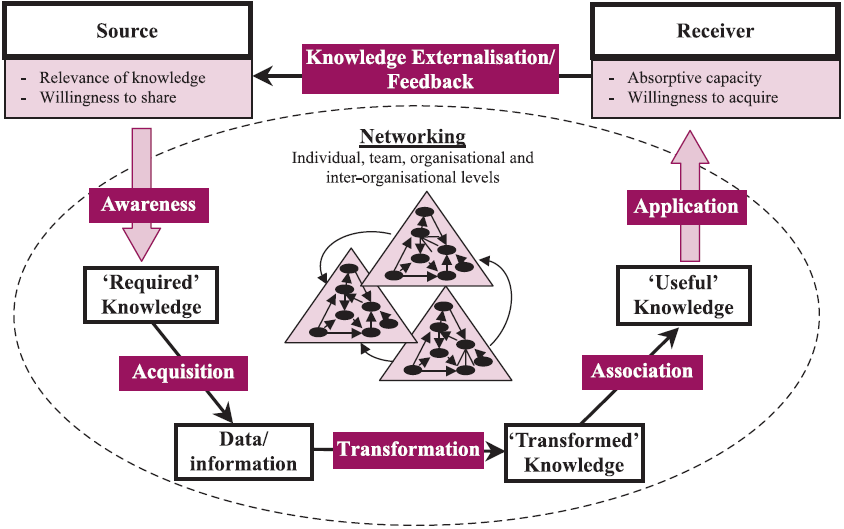 Source
- Relevance of knowledge
- Willingness to share
Knowledge Externalisation/
Feedback
Receiver
- Absorptive capacity
- Willingness to acquire
Networking
Individual, team, organisational and
inter-organisational levels
Awareness
Application
‘Required’
Knowledge
‘Useful’
Knowledge
Acquisition
Association
Data/
information
Transformation
‘Transformed’
Knowledge